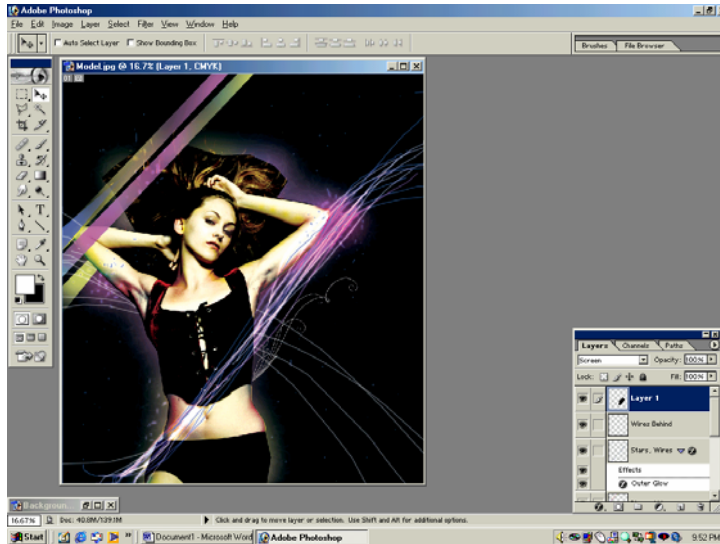 Adobe Photoshop
File Edit Image Layer Select Filter View Window Help
Auto Select Layer Show Bounding Box
Brushes File Browser
Model.jpg @ 16.7% (Layer 1, CMYK)
01 02
Layers Channels Paths
Screen Opacity: 100%
Lock: Fill: 100%
Layer 1
Wires Behind
Stars, Wires
Effects
Outer Glow
Backgroun...
16.67% Doc: 40.8M/139.1M Click and drag to move layer or selection. Use Shift and Alt for additional options.
Start Document1 - Microsoft Word Adobe Photoshop 9:52 PM